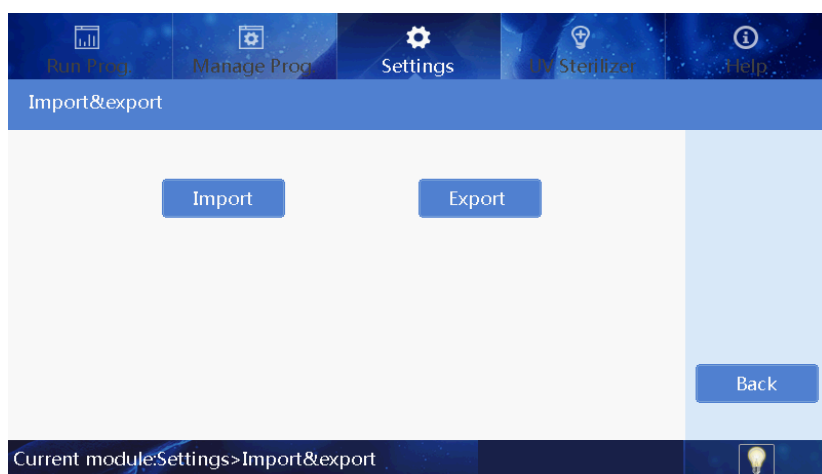 Run Prog
Manage Prog
Settings
UV Sterilizer
Help
Import&export
Import
Export
Back
Current module:Settings>Import&export